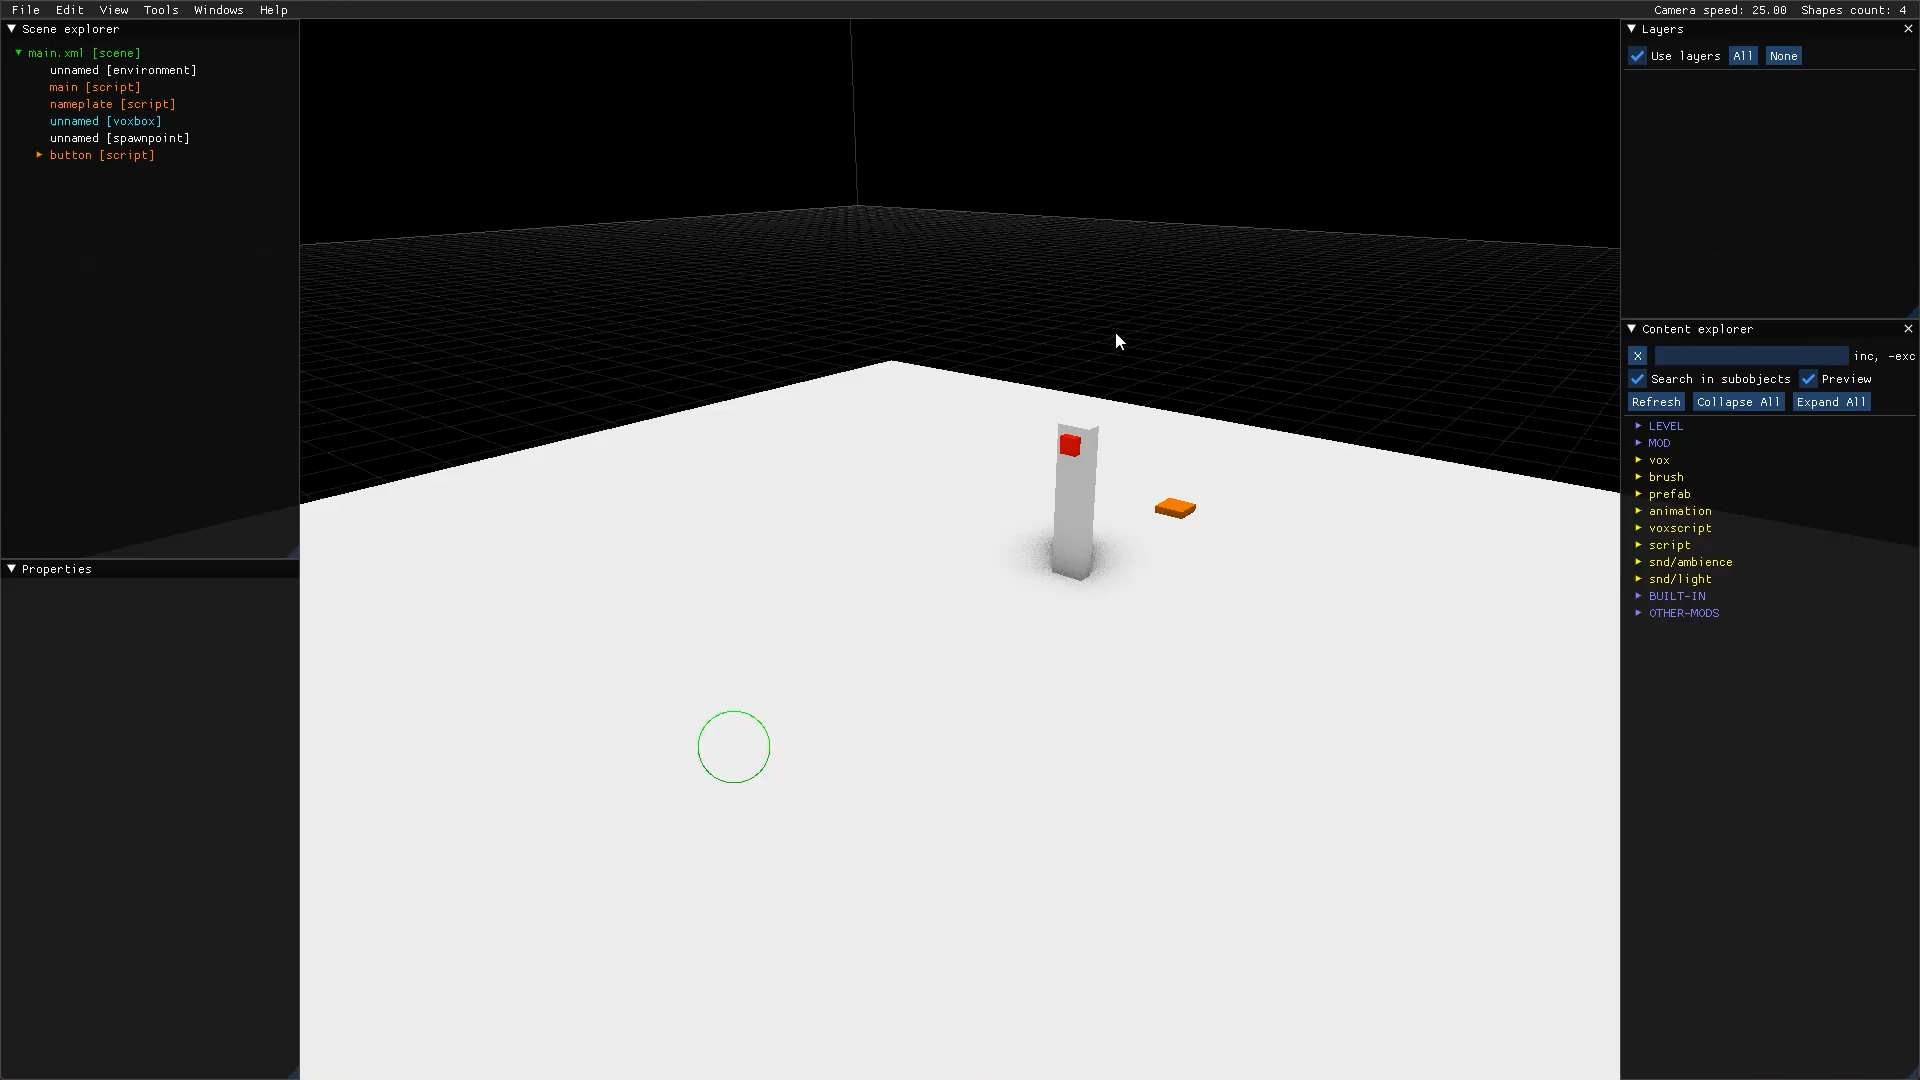 File Edit View Tools Windows Help
Camera speed: 25.00 Shapes count: 4
Scene explorer
main.xml [scene]
unnamed [environment]
main [script]
nameplate [script]
unnamed [voxbox]
unnamed [spawnpoint]
button [script]
Properties
Layers
Use layers All None
Content explorer
X inc, -exc
Search in subobjects Preview
Refresh Collapse All Expand All
LEVEL
MOD
vox
brush
prefab
animation
voxscript
script
snd/ambience
snd/light
BUILT-IN
OTHER-MODS